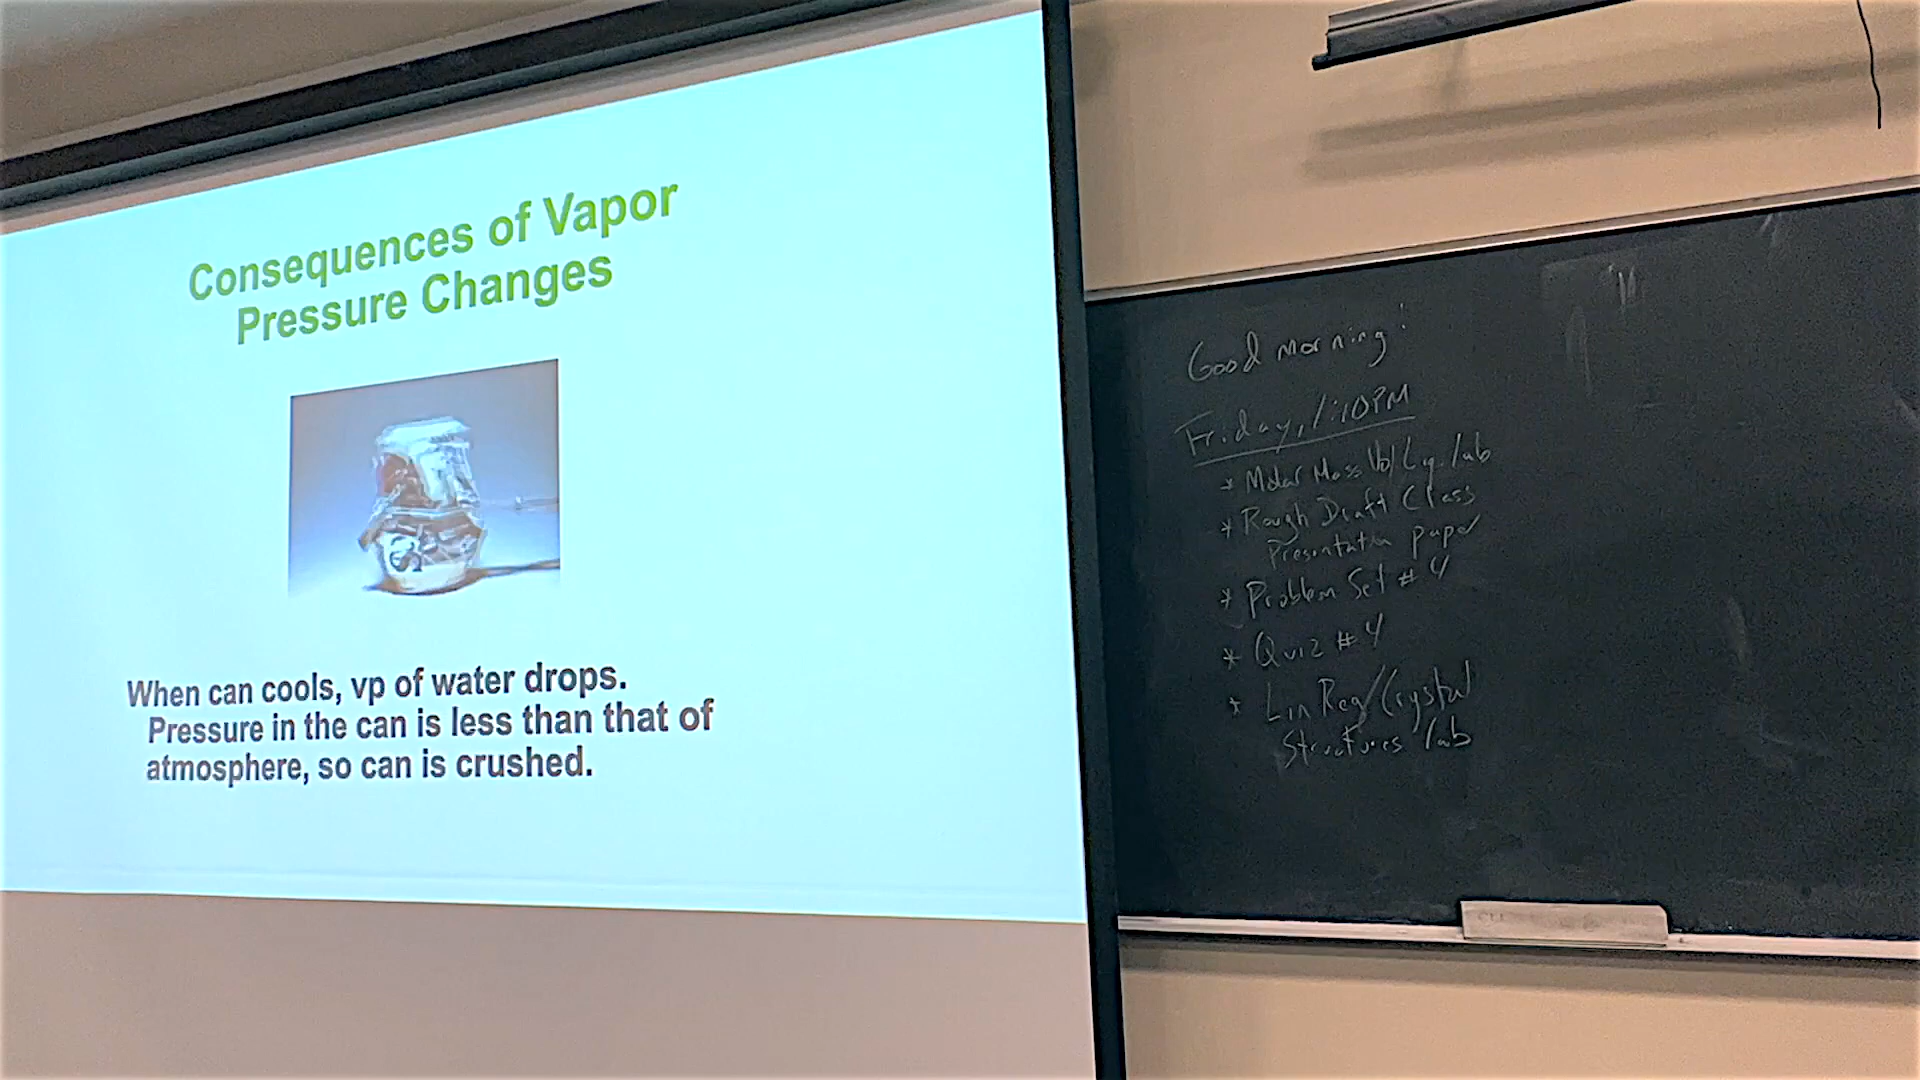 Consequences of Vapor
Pressure Changes
When can cools, vp of water drops.
Pressure in the can is less than that of
atmosphere, so can is crushed.
Good morning!
Friday, 1:10PM
* Molar Mass Vol Liq. lab
* Rough Draft Class
Presentation paper
* Problem Set # 4
* Quiz # 4
* Lin Reg/Crystal
Structures lab